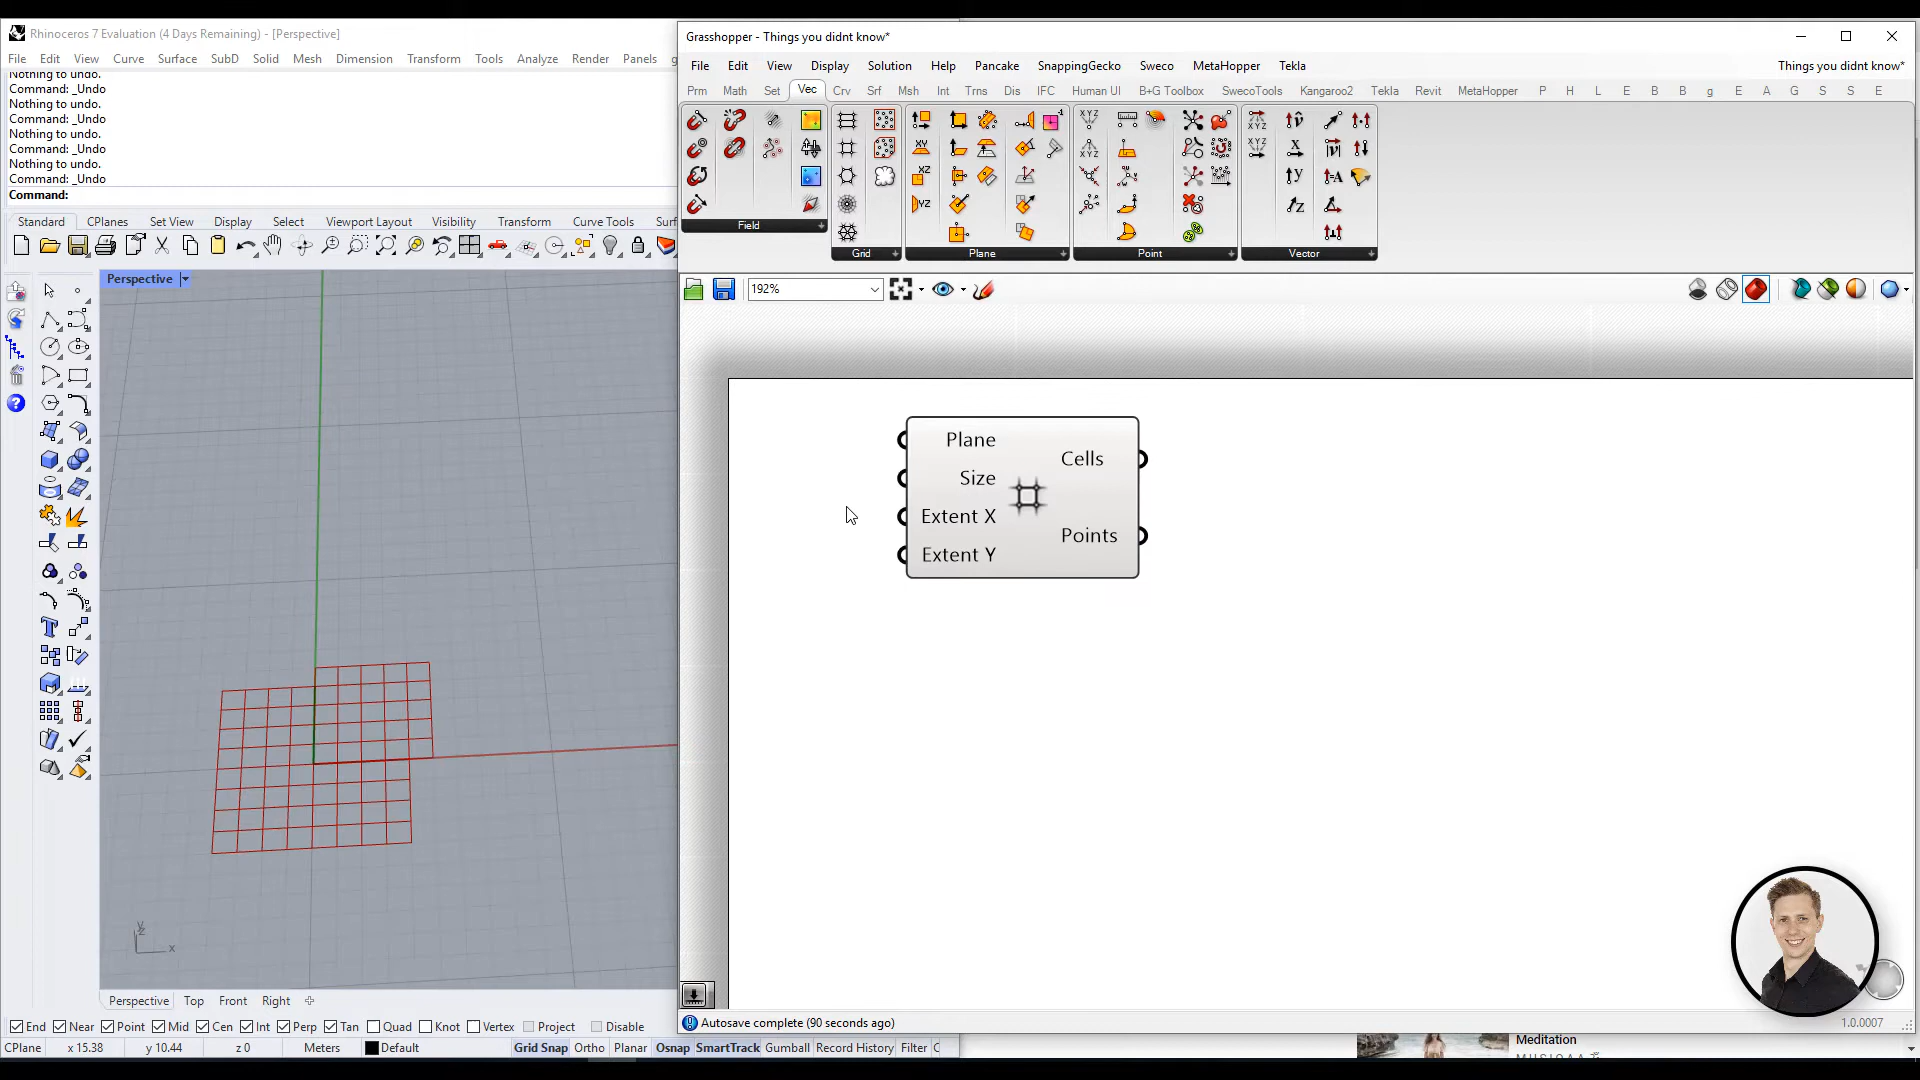 Rhinoceros 7 Evaluation (4 Days Remaining) - [Perspective]
File Edit View Curve Surface SubD Solid Mesh Dimension Transform Tools Analyze Render Panels
Nothing to undo.
Command: _Undo
Nothing to undo.
Command: _Undo
Nothing to undo.
Command: _Undo
Nothing to undo.
Command: _Undo
Command:
Standard CPlanes Set View Display Select Viewport Layout Visibility Transform Curve Tools Surf
Perspective
y
x
Perspective Top Front Right
End Near Point Mid Cen Int Perp Tan Quad Knot Vertex Project Disable
CPlane x 15.38 y 10.44 z 0 Meters Default Grid Snap Ortho Planar Osnap SmartTrack Gumball Record History Filter C
Grasshopper - Things you didnt know*
File Edit View Display Solution Help Pancake SnappingGecko Sweco MetaHopper Tekla Things you didnt know*
Prm Math Set Vec Crv Srf Msh Int Trns Dis IFC Human UI B+G Toolbox SwecoTools Kangaroo2 Tekla Revit MetaHopper P H L E B B g E A G S S E
Field Grid Plane Point Vector
192%
Plane
Size
Extent X
Extent Y
Cells
Points
Autosave complete (90 seconds ago)
1.0.0007
Meditation